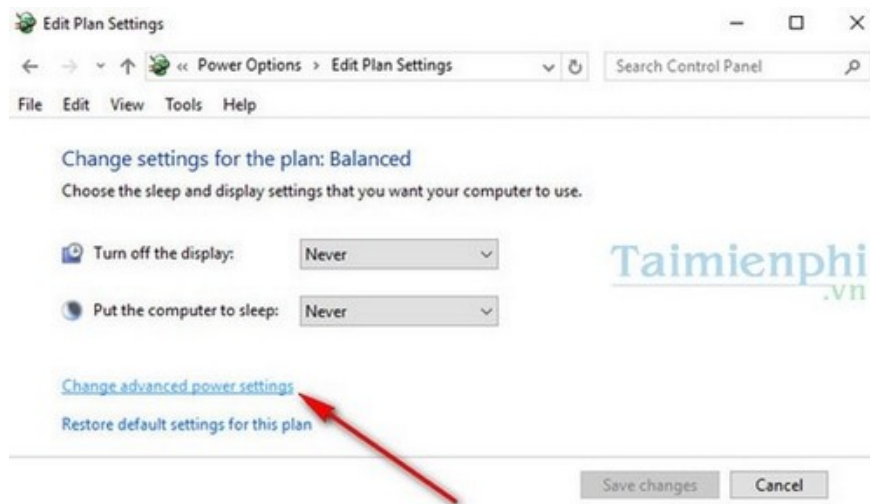 Edit Plan Settings
« Power Options > Edit Plan Settings
Search Control Panel
File Edit View Tools Help
Change settings for the plan: Balanced
Choose the sleep and display settings that you want your computer to use.
Turn off the display: Never
Put the computer to sleep: Never
Taimienphi
.vn
Change advanced power settings
Restore default settings for this plan
Save changes Cancel